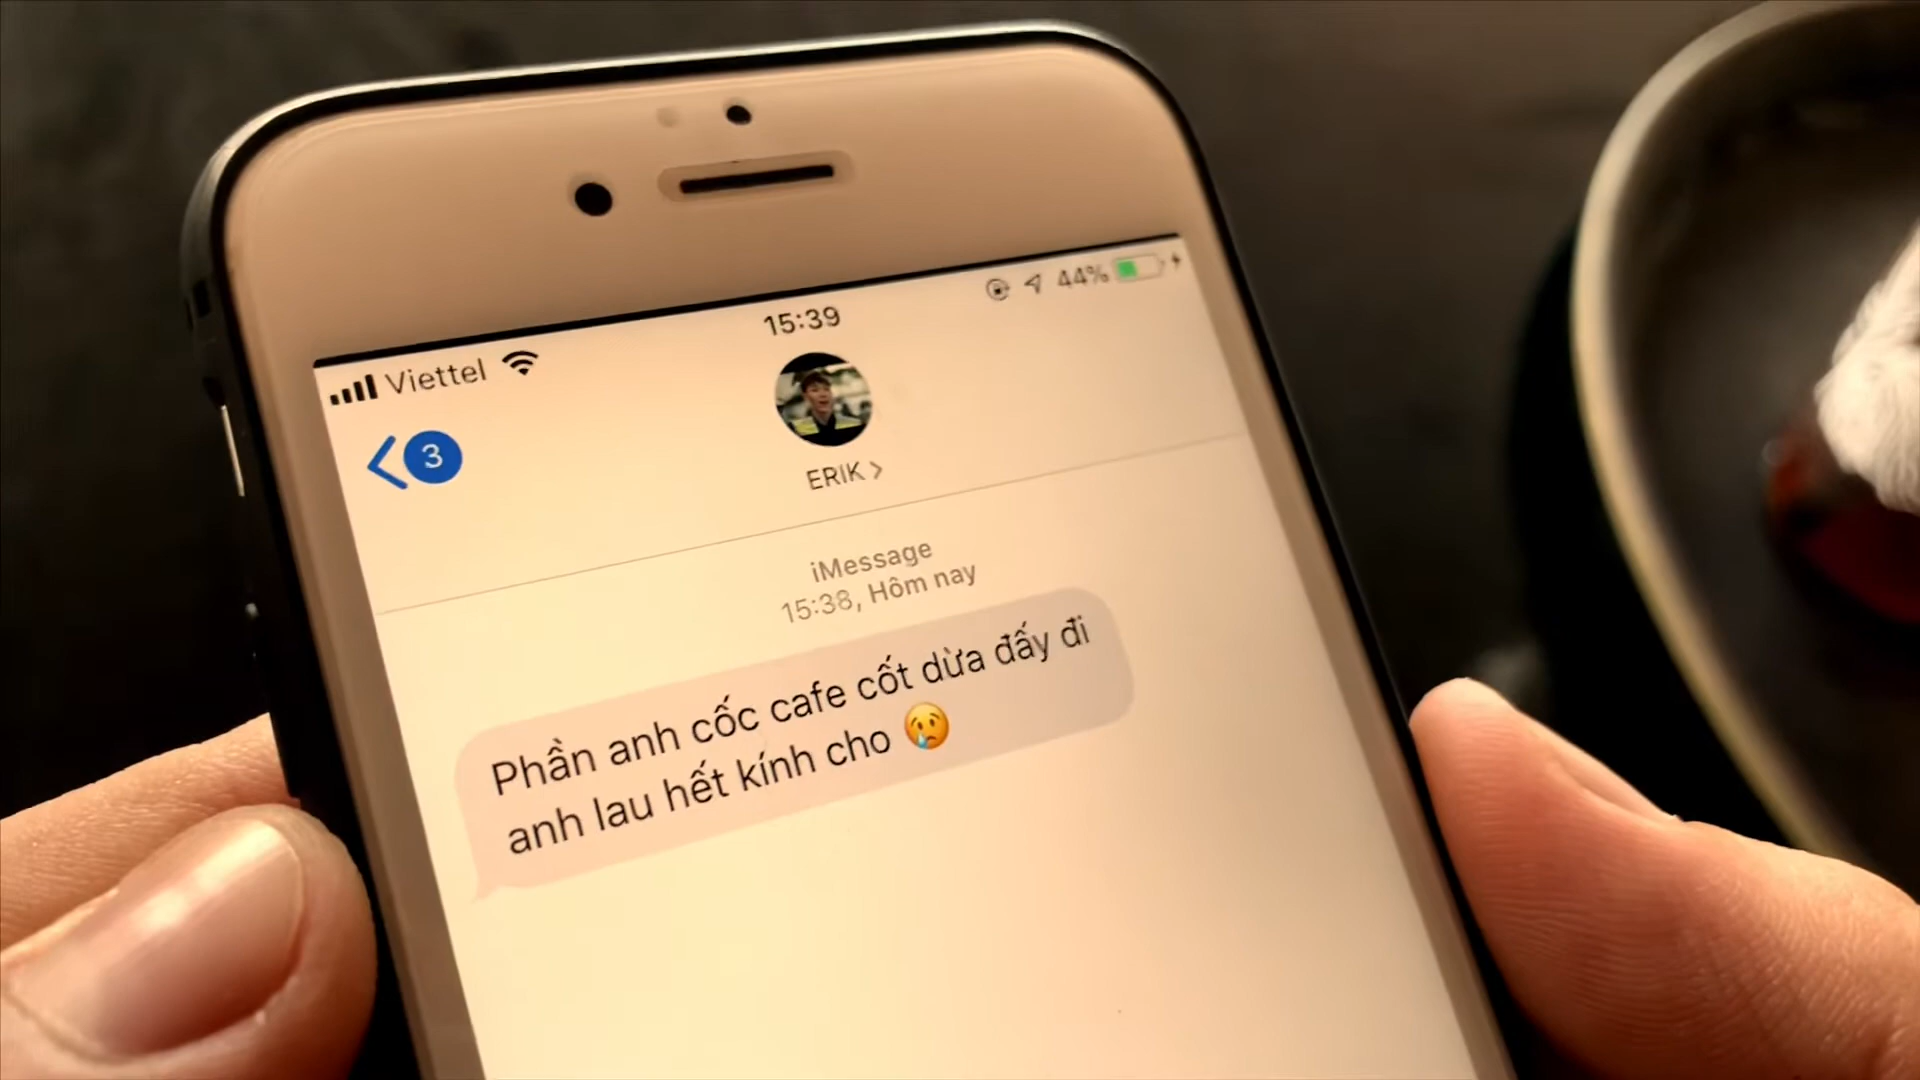 15:39
Viettel
44%
3
ERIK
iMessage
15:38, Hôm nay
Phần anh cốc cafe cốt dừa đấy đi
anh lau hết kính cho 😢